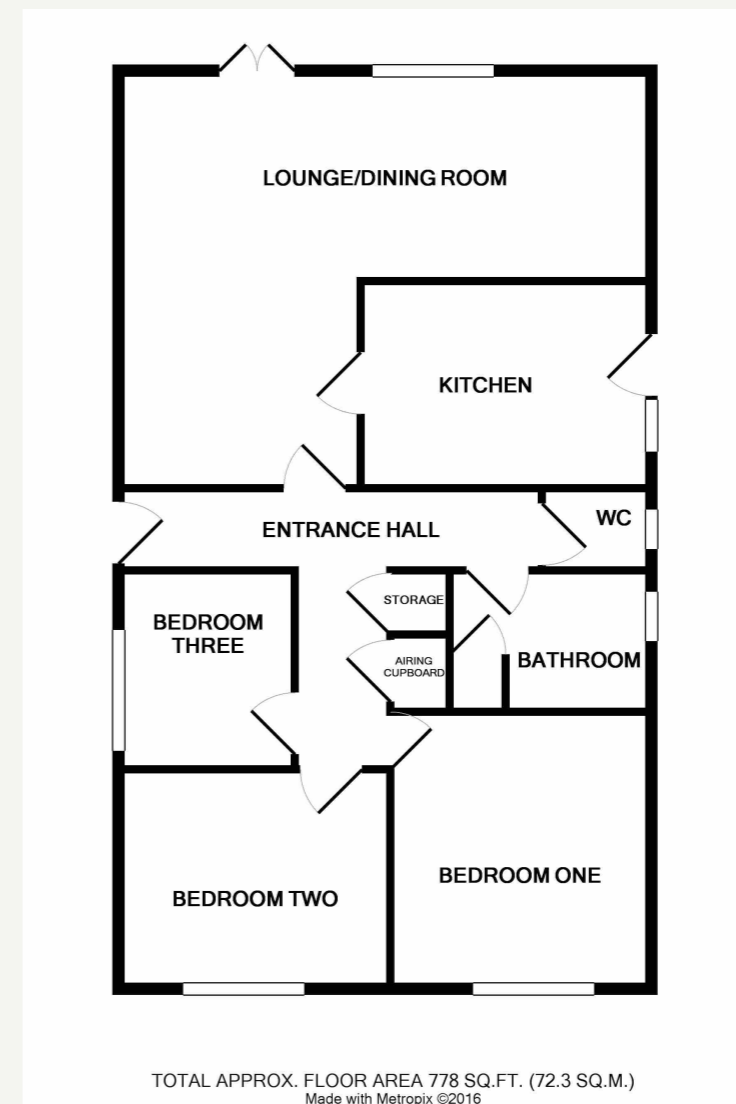 LOUNGE/DINING ROOM
KITCHEN
ENTRANCE HALL
WC
STORAGE
BEDROOM
THREE
AIRING
CUPBOARD
BATHROOM
BEDROOM ONE
BEDROOM TWO
TOTAL APPROX. FLOOR AREA 778 SQ.FT. (72.3 SQ.M.)
Made with Metropix ©2016